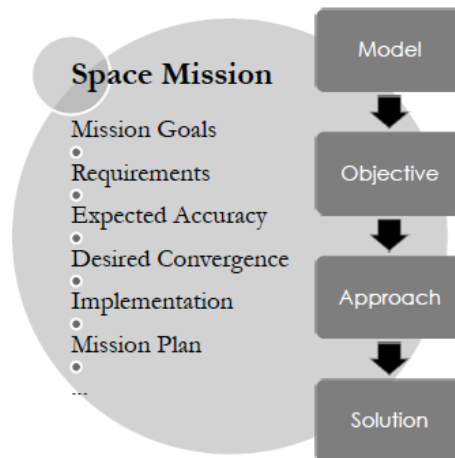 Space Mission
Mission Goals
Requirements
Expected Accuracy
Desired Convergence
Implementation
Mission Plan
...
Model
Objective
Approach
Solution